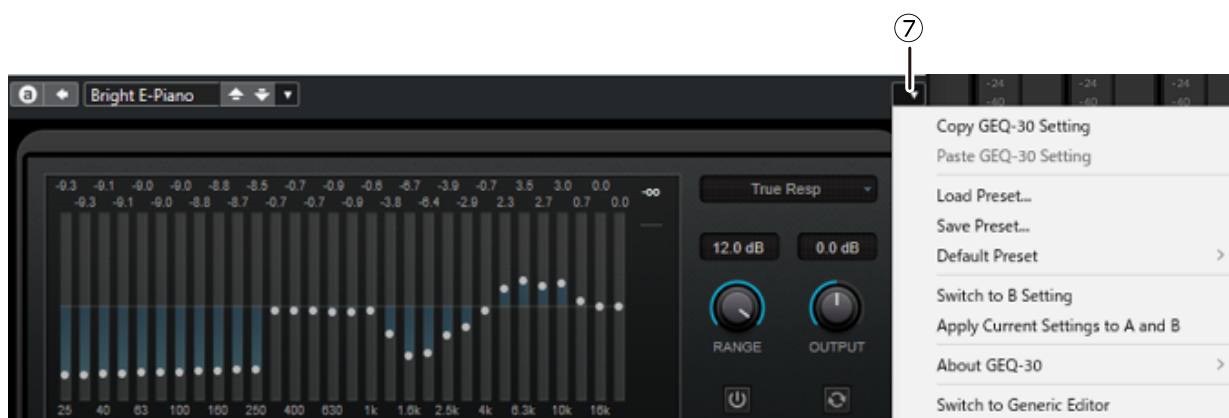 ⑦
a Bright E-Piano
-24 -24 -24
-40 -40 -40
Copy GEQ-30 Setting
Paste GEQ-30 Setting
Load Preset...
Save Preset...
Default Preset
Switch to B Setting
Apply Current Settings to A and B
About GEQ-30
Switch to Generic Editor
-9.3 -9.1 -9.0 -9.0 -8.8 -8.5 -0.7 -0.9 -0.6 -6.7 -3.9 -0.7 3.5 3.0 0.0
-9.3 -9.1 -9.0 -8.8 -8.7 -0.7 -0.7 -0.9 -3.8 -6.4 -2.9 2.3 2.7 0.7 0.0
-∞
True Resp
12.0 dB 0.0 dB
RANGE OUTPUT
25 40 63 100 160 250 400 630 1k 1.6k 2.5k 4k 6.3k 10k 16k